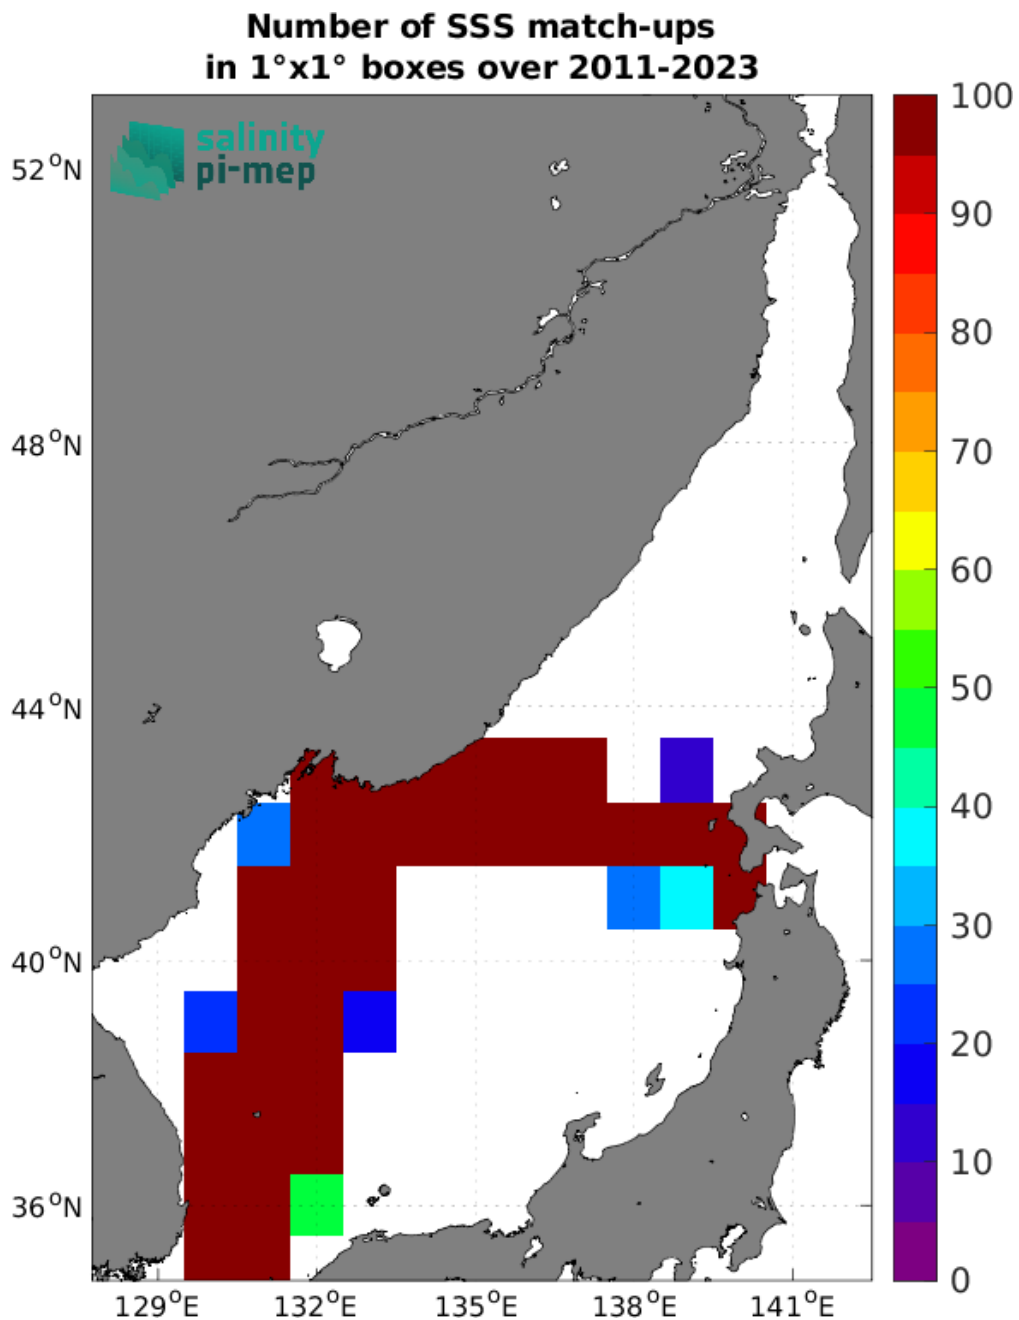 Number of SSS match-ups
in 1°x1° boxes over 2011-2023
salinity
pi-mep
52°N
48°N
44°N
40°N
36°N
129°E
132°E
135°E
138°E
141°E
100
90
80
70
60
50
40
30
20
10
0